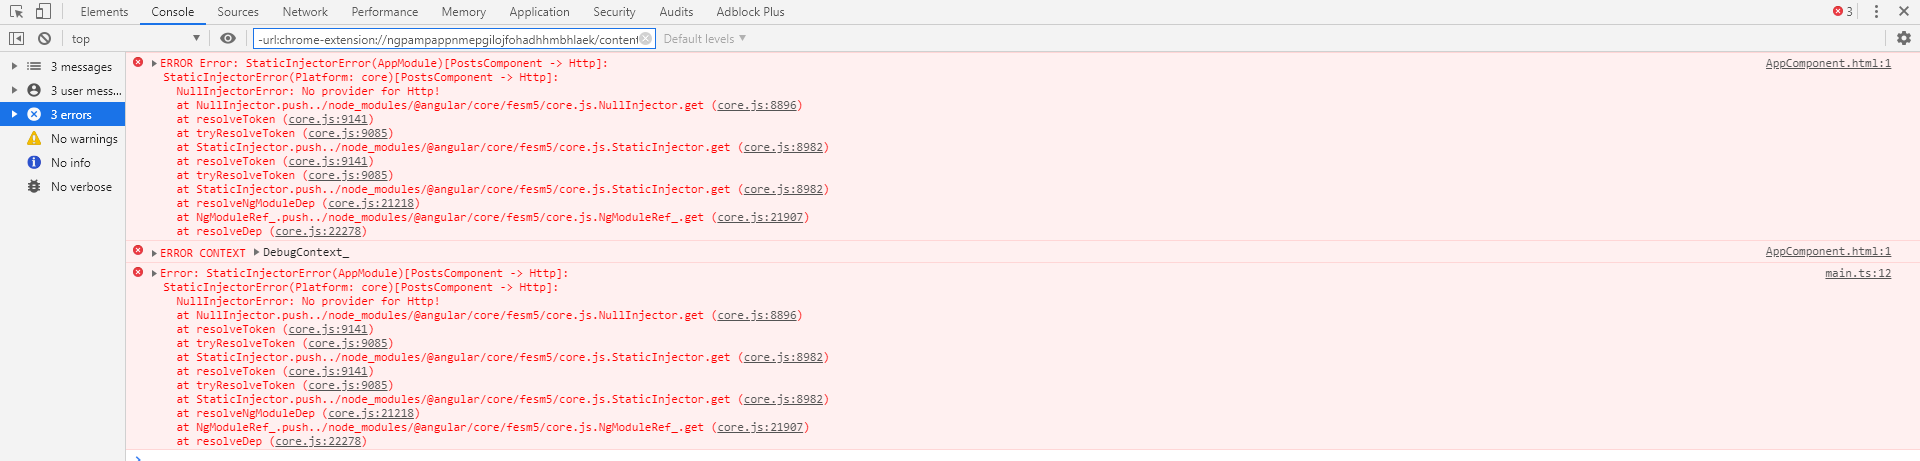 Elements Console Sources Network Performance Memory Application Security Audits Adblock Plus 3
top -url:chrome-extension://ngpampappnmepgilojfohadhhmbhlaek/content Default levels
3 messages
3 user mess...
3 errors
No warnings
No info
No verbose
ERROR Error: StaticInjectorError(AppModule)[PostsComponent -> Http]: AppComponent.html:1
StaticInjectorError(Platform: core)[PostsComponent -> Http]:
NullInjectorError: No provider for Http!
at NullInjector.push../node_modules/@angular/core/fesm5/core.js.NullInjector.get (core.js:8896)
at resolveToken (core.js:9141)
at tryResolveToken (core.js:9085)
at StaticInjector.push../node_modules/@angular/core/fesm5/core.js.StaticInjector.get (core.js:8982)
at resolveToken (core.js:9141)
at tryResolveToken (core.js:9085)
at StaticInjector.push../node_modules/@angular/core/fesm5/core.js.StaticInjector.get (core.js:8982)
at resolveNgModuleDep (core.js:21218)
at NgModuleRef_.push../node_modules/@angular/core/fesm5/core.js.NgModuleRef_.get (core.js:21907)
at resolveDep (core.js:22278)
ERROR CONTEXT DebugContext_ AppComponent.html:1
Error: StaticInjectorError(AppModule)[PostsComponent -> Http]: main.ts:12
StaticInjectorError(Platform: core)[PostsComponent -> Http]:
NullInjectorError: No provider for Http!
at NullInjector.push../node_modules/@angular/core/fesm5/core.js.NullInjector.get (core.js:8896)
at resolveToken (core.js:9141)
at tryResolveToken (core.js:9085)
at StaticInjector.push../node_modules/@angular/core/fesm5/core.js.StaticInjector.get (core.js:8982)
at resolveToken (core.js:9141)
at tryResolveToken (core.js:9085)
at StaticInjector.push../node_modules/@angular/core/fesm5/core.js.StaticInjector.get (core.js:8982)
at resolveNgModuleDep (core.js:21218)
at NgModuleRef_.push../node_modules/@angular/core/fesm5/core.js.NgModuleRef_.get (core.js:21907)
at resolveDep (core.js:22278)